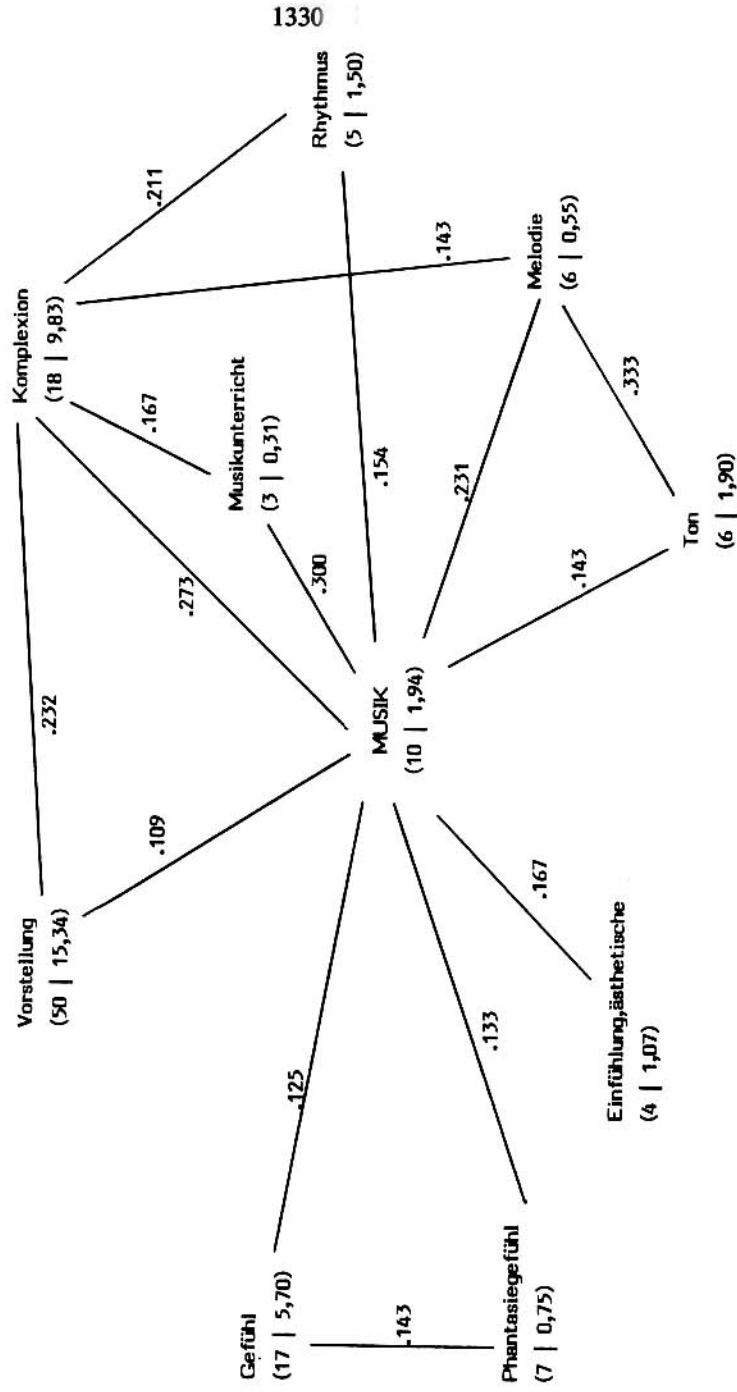 1330
Komplexion
(18 | 9,83)
Rhythmus
(5 | 1,50)
.211
.143
Melodie
(6 | 0,55)
.167
Musikunterricht
(3 | 0,31)
.154
.231
.333
.273
.300
.143
Ton
(6 | 1,90)
.232
MUSIK
(10 | 1,94)
.109
Vorstellung
(50 | 15,34)
.167
.133
.125
Einfühlung,ästhetische
(4 | 1,07)
Gefühl
(17 | 5,70)
.143
Phantasiegefühl
(7 | 0,75)